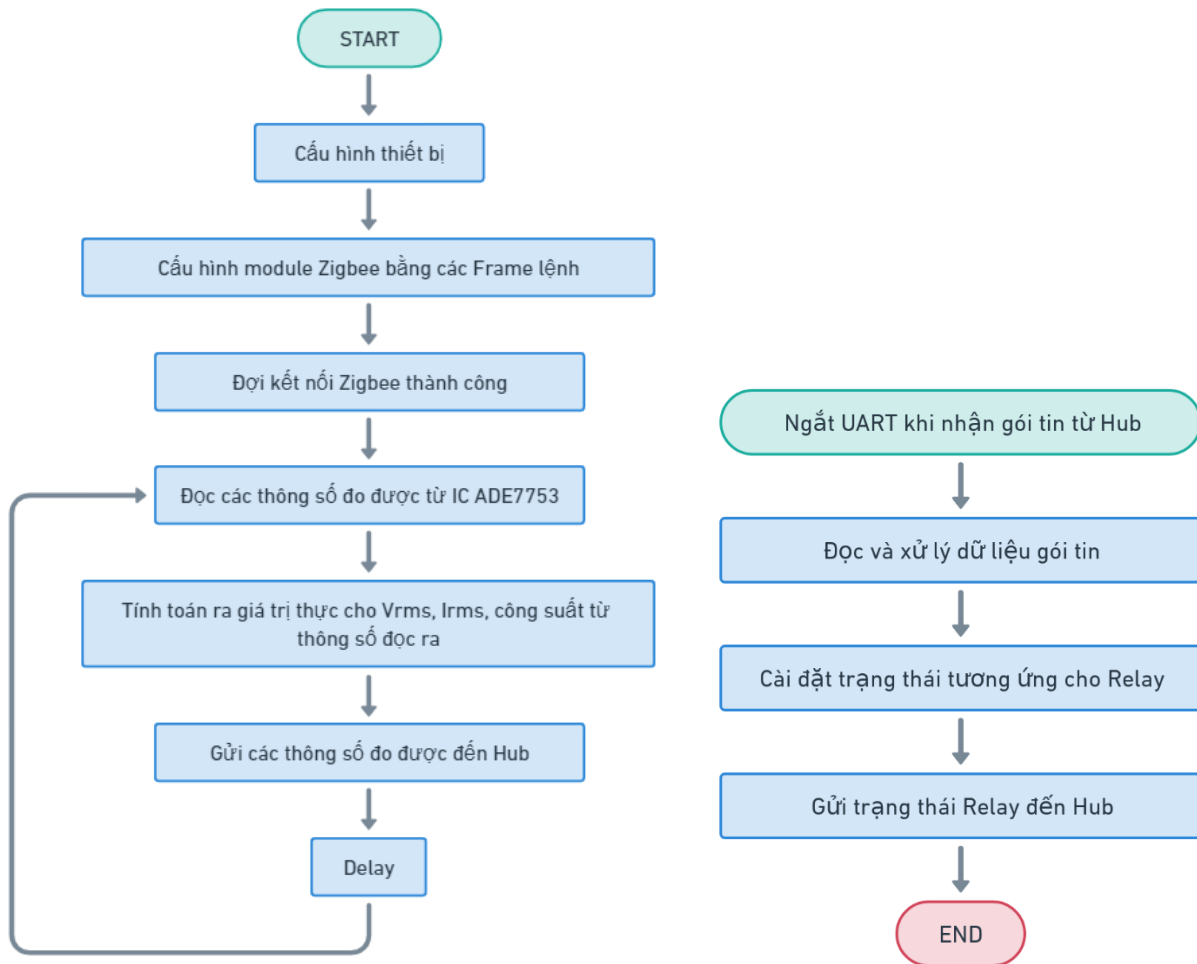 START
Cấu hình thiết bị
Cấu hình module Zigbee bằng các Frame lệnh
Đợi kết nối Zigbee thành công
Đọc các thông số đo được từ IC ADE7753
Tính toán ra giá trị thực cho Vrms, Irms, công suất từ
thông số đọc ra
Gửi các thông số đo được đến Hub
Delay
Ngắt UART khi nhận gói tin từ Hub
Đọc và xử lý dữ liệu gói tin
Cài đặt trạng thái tương ứng cho Relay
Gửi trạng thái Relay đến Hub
END